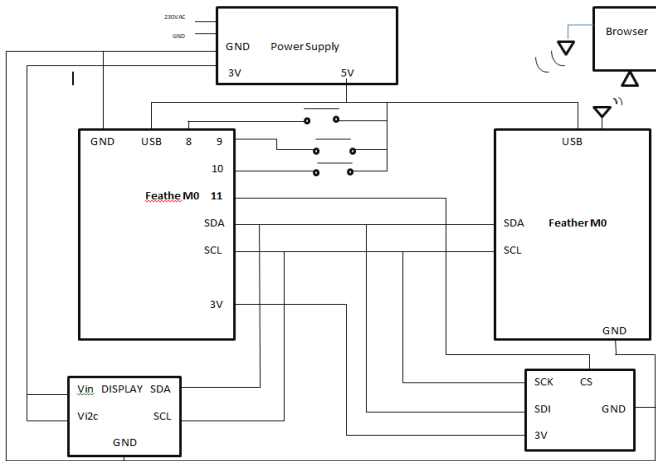 230VAC
GND
GND
Power Supply
3V
5V
Browser
GND
USB
8
9
10
Feathe M0 11
SDA
SCL
3V
USB
SDA
Feather M0
SCL
GND
Vin DISPLAY SDA
Vi2c
SCL
GND
SCK
CS
SDI
GND
3V